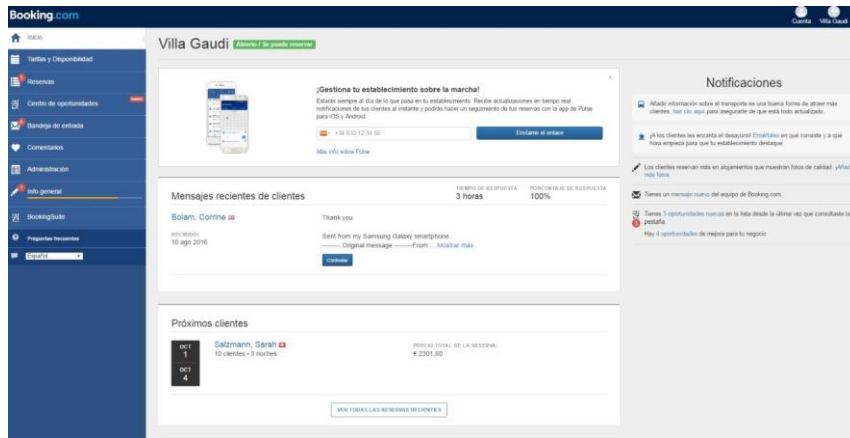 Booking.com
Cuenta
Villa Gaudi
Inicio
Tarifas y Disponibilidad
Reservas
Centro de oportunidades
Bandeja de entrada
Comentarios
Administración
Info general
BookingSuite
Preguntas frecuentes
Español
Villa Gaudi
Abierto / Se puede reservar
x
¡Gestiona tu establecimiento sobre la marcha!
Estarás siempre al día de lo que pasa en tu establecimiento. Recibe actualizaciones en tiempo real,
notificaciones de tus clientes al instante y podrás hacer un seguimiento de tus reservas con la app de Pulse
para iOS y Android.
+34 810 12 34 56
Enviarme el enlace
Más info sobre Pulse
Mensajes recientes de clientes
TIEMPO DE RESPUESTA
3 horas
PORCENTAJE DE RESPUESTA
100%
Bolam, Corrine
RECIBIDO:
10 ago 2016
Thank you
Sent from my Samsung Galaxy smartphone.
-------- Original message --------From:... Mostrar más
Contestar
Próximos clientes
OCT
1
OCT
4
Salzmann, Sarah
10 clientes • 3 noches
PRECIO TOTAL DE LA RESERVA:
€ 2301,60
VER TODAS LAS RESERVAS RECIENTES
Notificaciones
Añadir información sobre el transporte es una buena forma de atraer más
clientes, haz clic aquí para asegurarte de que está todo actualizado.
¡A los clientes les encanta el desayuno! Enséñales en qué consiste y a qué
hora empieza para que tu establecimiento destaque.
Los clientes reservan más en alojamientos que muestran fotos de calidad. ¡Añade
más fotos
Tienes un mensaje nuevo del equipo de Booking.com.
Tienes 3 oportunidades nuevas en la lista desde la última vez que consultaste la
pestaña
Hay 4 oportunidades de mejora para tu negocio